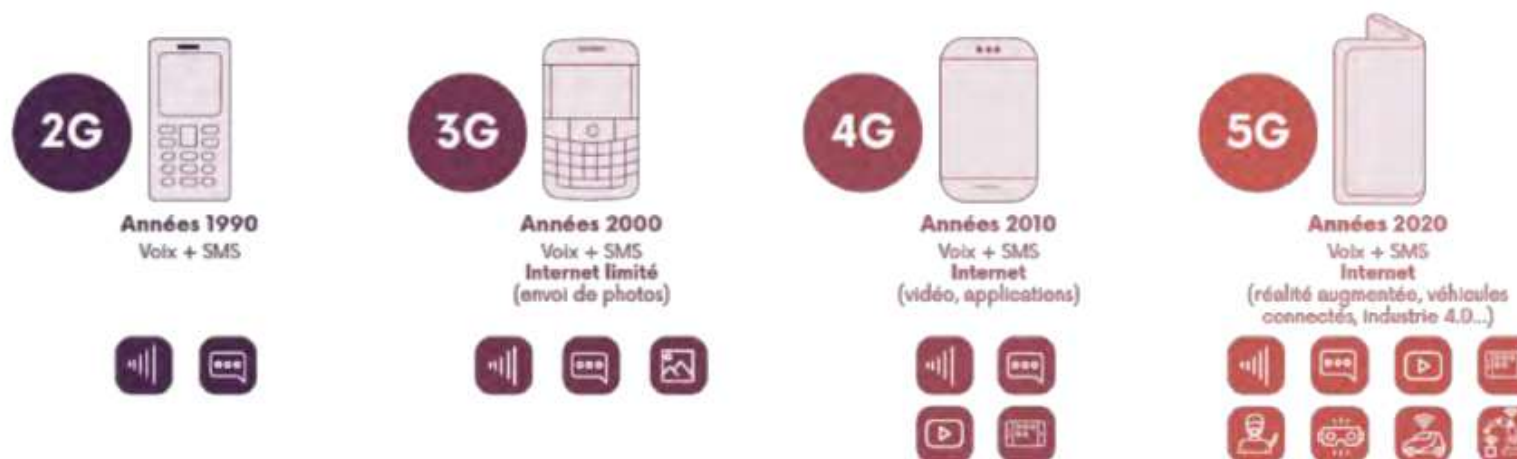 2G
Années 1990
Voix + SMS
3G
Années 2000
Voix + SMS
Internet limité
(envoi de photos)
4G
Années 2010
Voix + SMS
Internet
(vidéo, applications)
5G
Années 2020
Voix + SMS
Internet
(réalité augmentée, véhicules
connectés, industrie 4.0...)